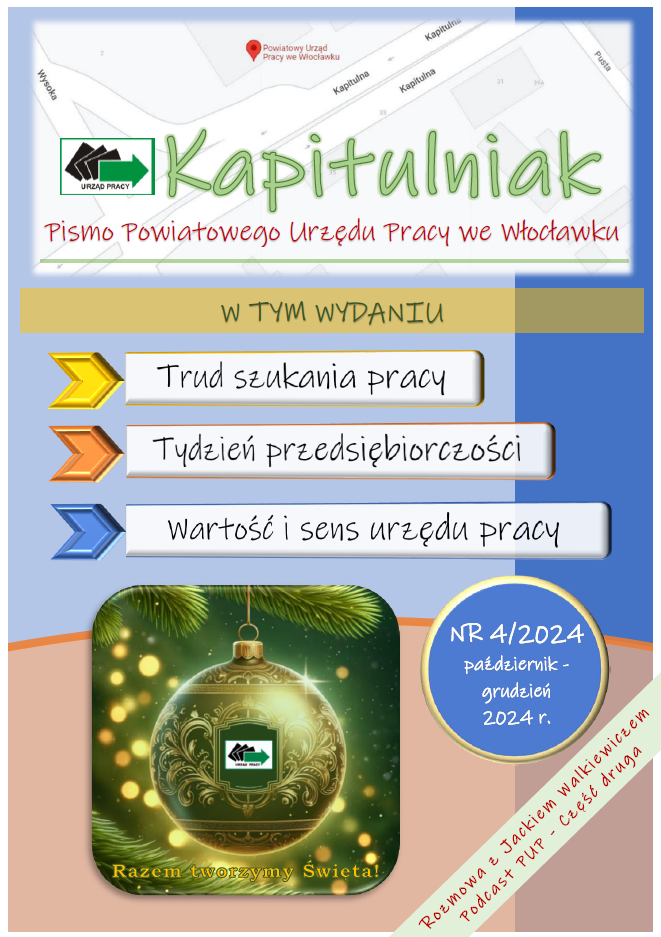 Powiatowy Urząd
Pracy we Włocławku
Kapitulna
Wysoka
Kapitulna
Kapitulna
Pusta
URZĄD PRACY
Kapitulniak
Pismo Powiatowego Urzędu Pracy we Włocławku
W TYM WYDANIU
Trud szukania pracy
Tydzień przedsiębiorczości
Wartość i sens urzędu pracy
NR 4/2024
październik -
grudzień
2024 r.
URZĄD PRACY
Razem tworzymy Święta!
Rozmowa z Jackiem Walkiewiczem
Podcast PUP - Część druga